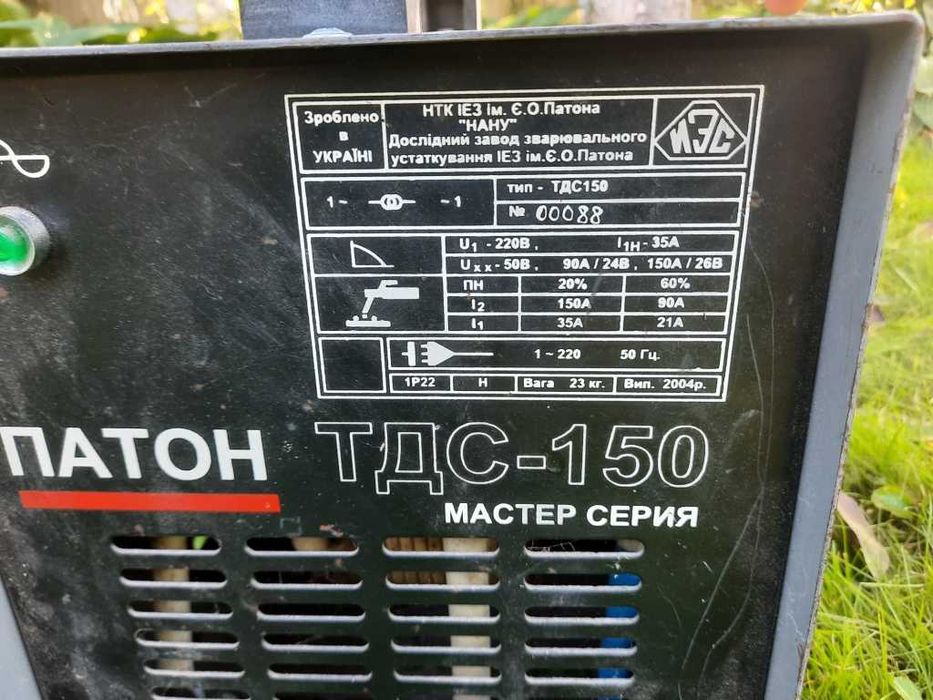 Зроблено
в
УКРАЇНІ
НТК ІЕЗ ім. Є.О.Патона
"НАНУ"
Дослідний завод зварювального
устаткування ІЕЗ ім.Є.О.Патона
ИЭС
1~ ~1
тип - ТДС150
№ 00088
U1 - 220В , I1Н - 35А
Uхх - 50В , 90А / 24В , 150А / 26В
ПН 20% 60%
I2 150А 90А
I1 35А 21А
1 ~ 220 50 Гц.
1Р22 Н Вага 23 кг. Вип. 2004р.
ПАТОН ТДС-150
МАСТЕР СЕРИЯ